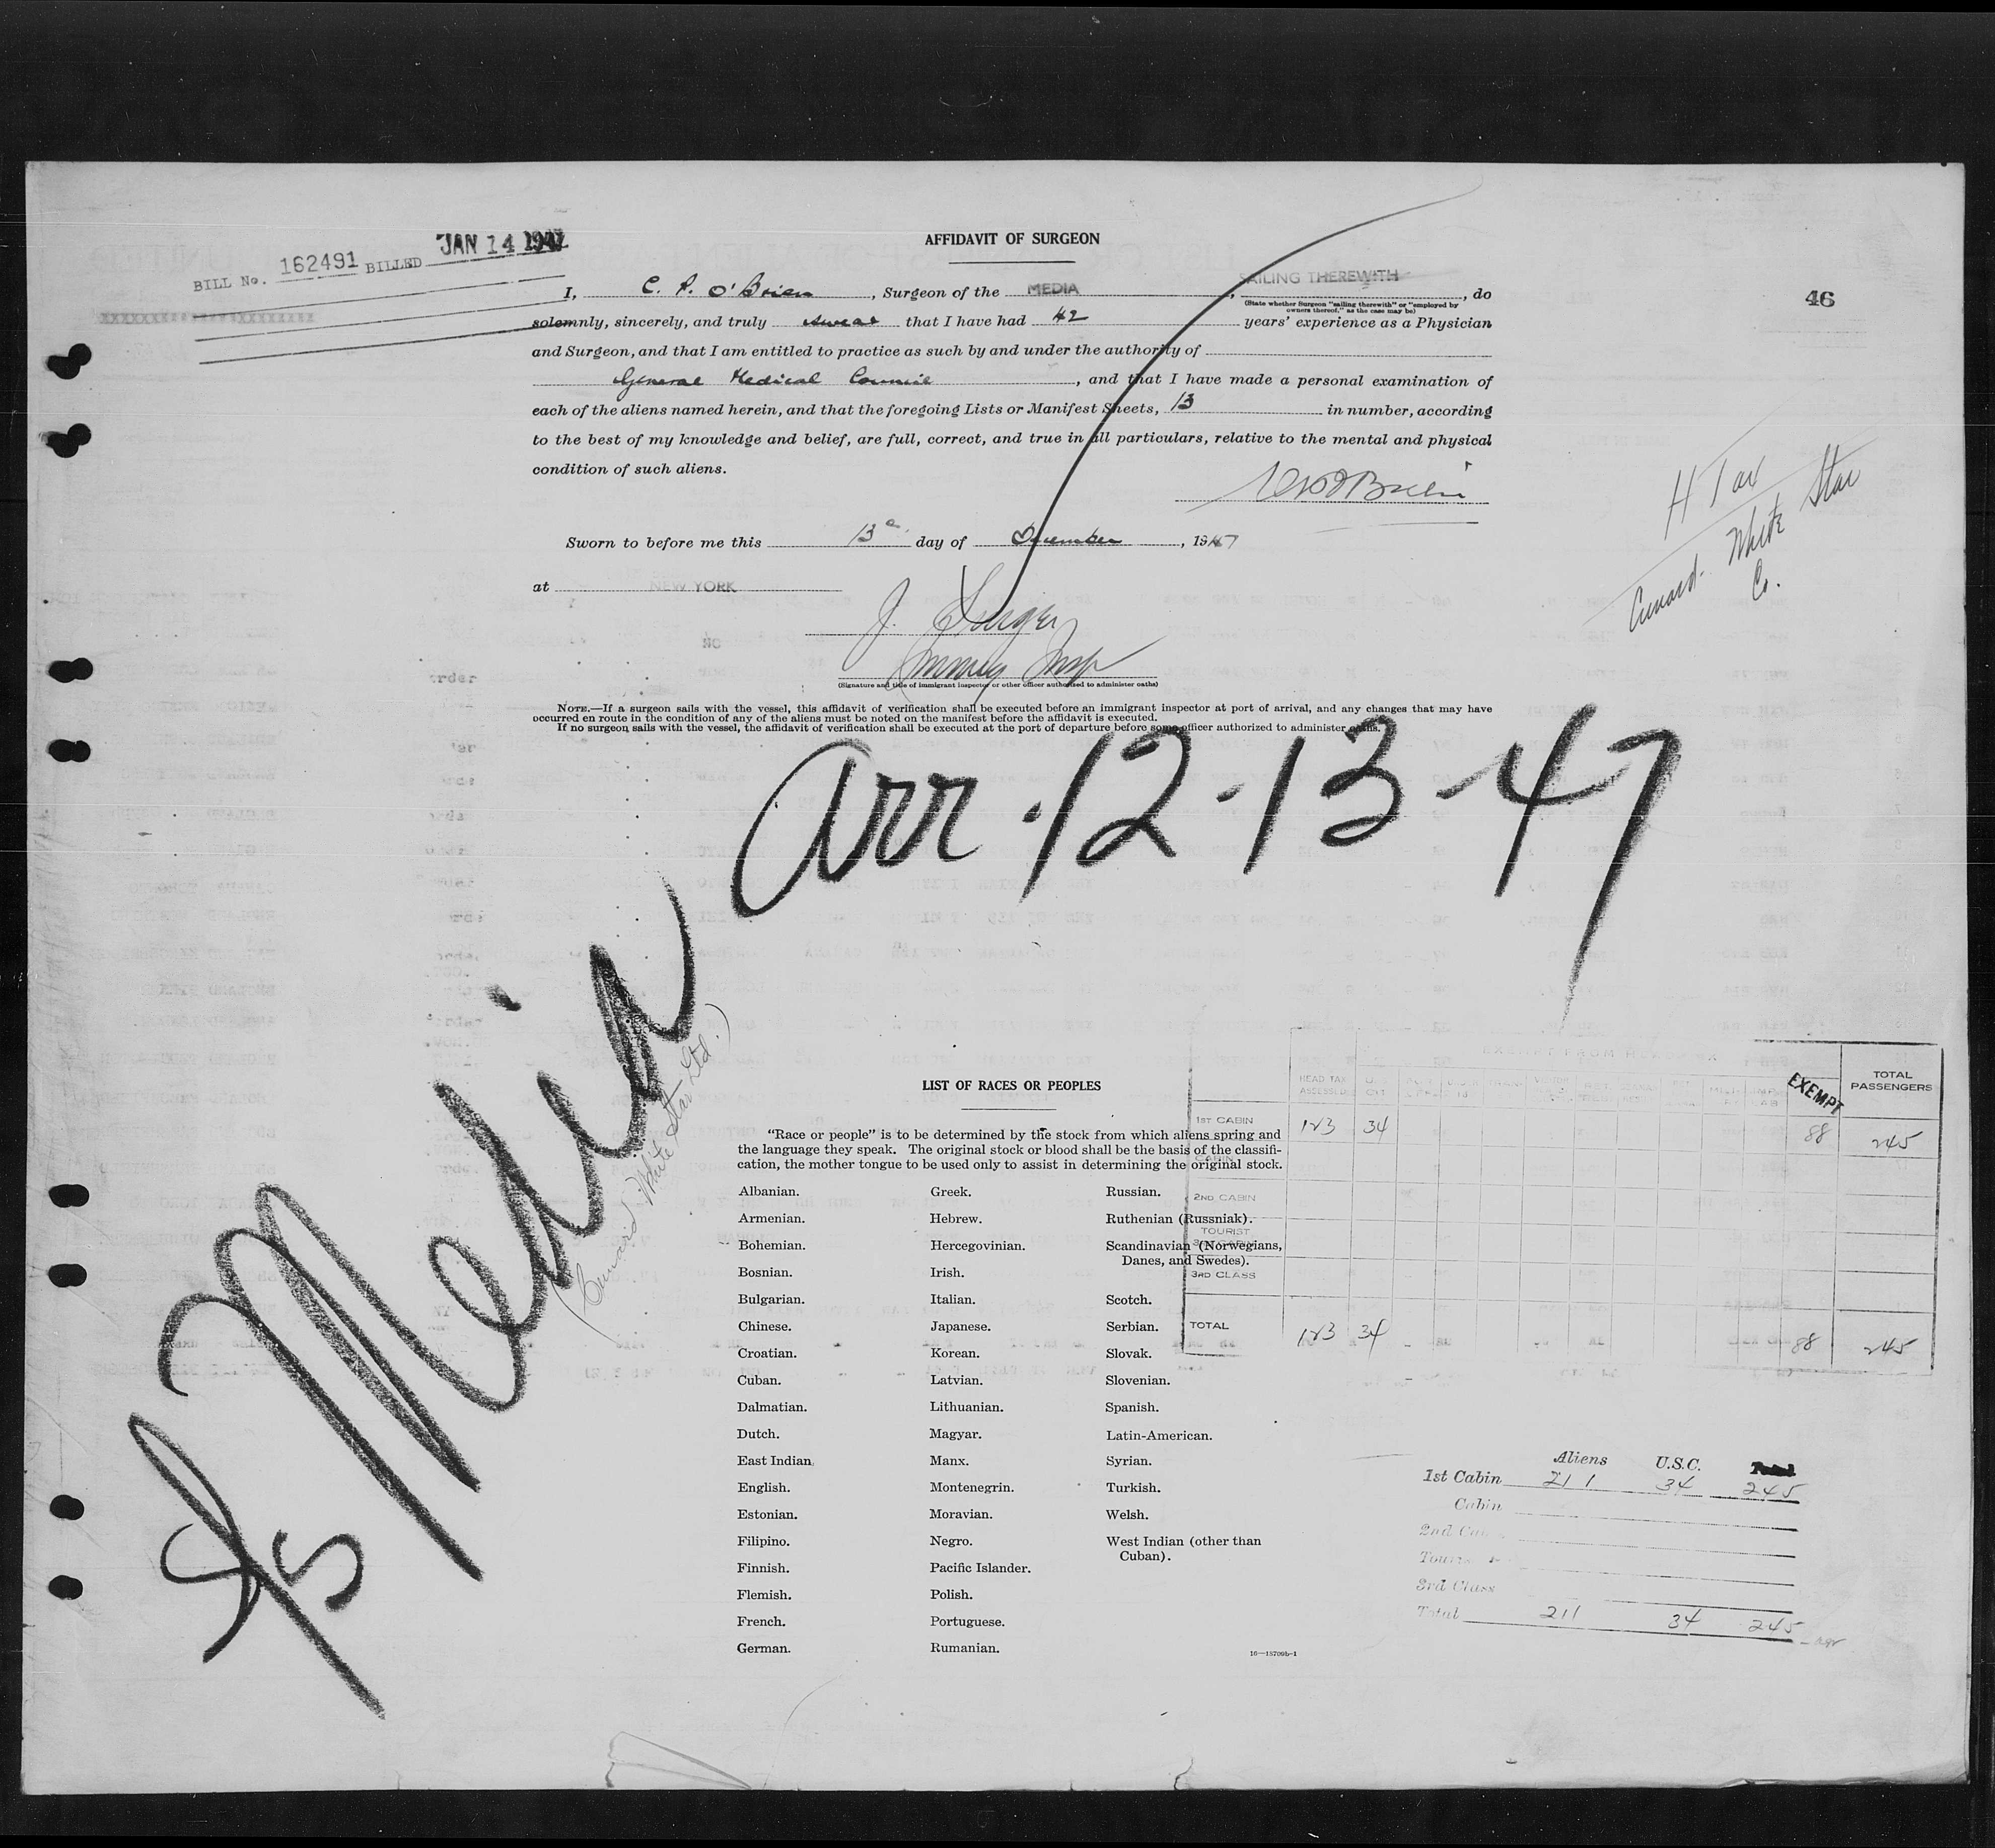 BILL No. 162491 BILLED JAN 14
AFFIDAVIT OF SURGEON
46
I, C. P. O'Brien, Surgeon of the MEDIA, SAILING THEREWITH, do
(State whether Surgeon "sailing therewith" or "employed by owners thereof," as the case may be)
solemnly, sincerely, and truly swear that I have had 42 years' experience as a Physician
and Surgeon, and that I am entitled to practice as such by and under the authority of
General Medical Council, and that I have made a personal examination of
each of the aliens named herein, and that the foregoing Lists or Manifest Sheets, 13 in number, according
to the best of my knowledge and belief, are full, correct, and true in all particulars, relative to the mental and physical
condition of such aliens.
O'Brien
H Tax
Cunard White Star
Co.
Sworn to before me this 13 day of December, 1947
at NEW YORK
J.
Immig Insp
(Signature and title of immigrant inspector or other officer authorized to administer oaths)
NOTE.—If a surgeon sails with the vessel, this affidavit of verification shall be executed before an immigrant inspector at port of arrival, and any changes that may have
occurred en route in the condition of any of the aliens must be noted on the manifest before the affidavit is executed.
If no surgeon sails with the vessel, the affidavit of verification shall be executed at the port of departure before some officer authorized to administer oaths.
arr. 12-13-47
SS Media
(Cunard White Star Ltd.)
LIST OF RACES OR PEOPLES
"Race or people" is to be determined by the stock from which aliens spring and
the language they speak. The original stock or blood shall be the basis of the classifi-
cation, the mother tongue to be used only to assist in determining the original stock.
Albanian.
Armenian.
Bohemian.
Bosnian.
Bulgarian.
Chinese.
Croatian.
Cuban.
Dalmatian.
Dutch.
East Indian
English.
Estonian.
Filipino.
Finnish.
Flemish.
French.
German.
Greek.
Hebrew.
Hercegovinian.
Irish.
Italian.
Japanese.
Korean.
Latvian.
Lithuanian.
Magyar.
Manx.
Montenegrin.
Moravian.
Negro.
Pacific Islander.
Polish.
Portuguese.
Rumanian.
Russian.
Ruthenian (Russniak).
Scandinavian (Norwegians,
Danes, and Swedes).
Scotch.
Serbian.
Slovak.
Slovenian.
Spanish.
Latin-American.
Syrian.
Turkish.
Welsh.
West Indian (other than
Cuban).
16—18709b-1
EXEMPT FROM HEAD TAX
HEAD TAX ASSESSED EXEMPT TOTAL PASSENGERS
1ST CABIN 123 34 88 245
CABIN
2ND CABIN
TOURIST
3RD CABIN
3RD CLASS
TOTAL 123 34 88 245
Aliens U.S.C. Total
1st Cabin 211 34 245
Cabin
2nd Cabin
3rd Class
Total 211 34 245